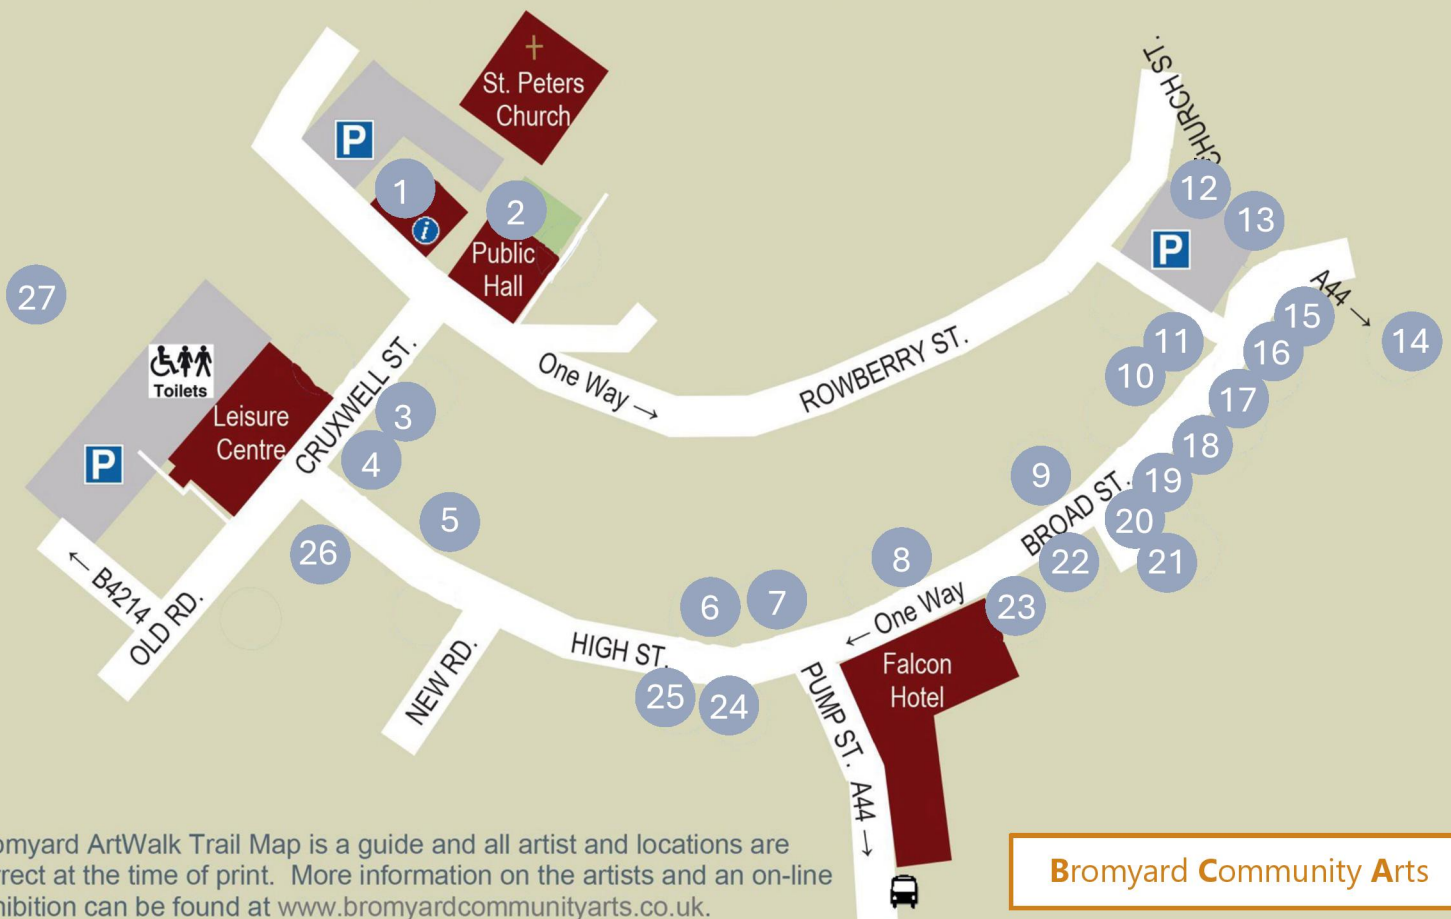 St. Peters
Church
P
1
i
2
Public
Hall
CHURCH ST.
12
13
P
27
Toilets
Leisure
Centre
P
CRUXWELL ST.
One Way →
ROWBERRY ST.
A44 →
14
15
16
11
10
17
18
19
20
21
3
4
5
26
9
BROAD ST.
22
8
23
← One Way
6
7
← B4214
OLD RD.
NEW RD.
HIGH ST.
25
24
PUMP ST.
A44 →
Falcon
Hotel
omyard ArtWalk Trail Map is a guide and all artist and locations are
rrect at the time of print. More information on the artists and an on-line
hibition can be found at www.bromyardcommunityarts.co.uk.
Bromyard Community Arts